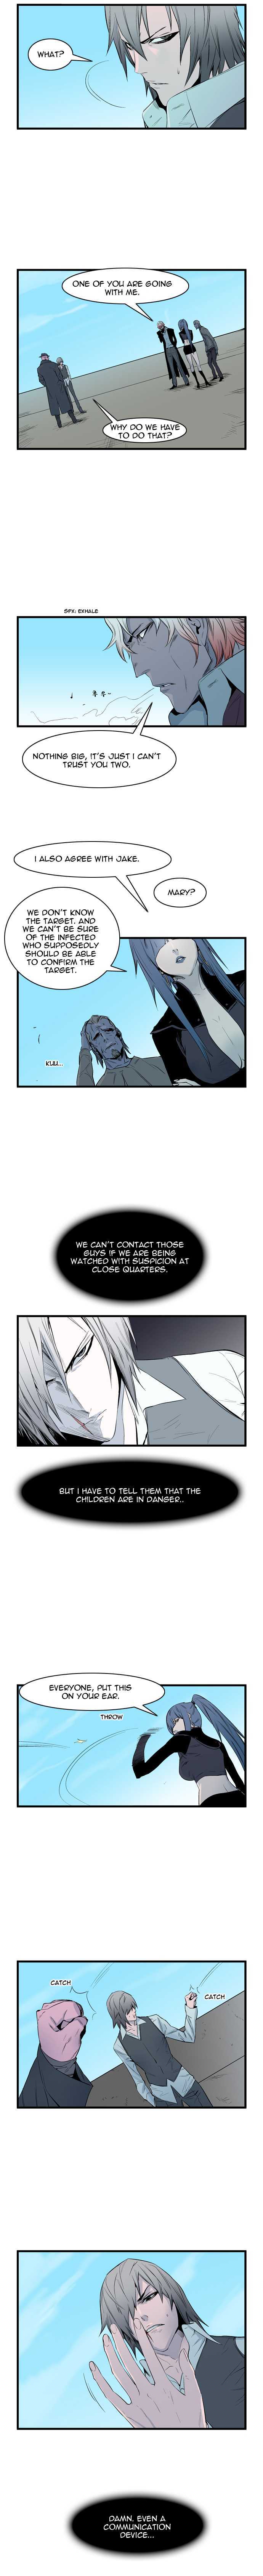 WHAT?
ONE OF YOU ARE GOING
WITH ME.
WHY DO WE HAVE
TO DO THAT?
SFX: EXHALE
NOTHING BIG, IT'S JUST I CAN'T
TRUST YOU TWO.
I ALSO AGREE WITH JAKE.
MARY?
WE DON'T KNOW
THE TARGET. AND
WE CAN'T BE SURE
OF THE INFECTED
WHO SUPPOSEDLY
SHOULD BE ABLE
TO CONFIRM THE
TARGET.
KUU...
WE CAN'T CONTACT THOSE
GUYS IF WE ARE BEING
WATCHED WITH SUSPICION AT
CLOSE QUARTERS.
BUT I HAVE TO TELL THEM THAT THE
CHILDREN ARE IN DANGER..
EVERYONE, PUT THIS
ON YOUR EAR.
THROW
CATCH
CATCH
DAMN. EVEN A
COMMUNICATION
DEVICE...